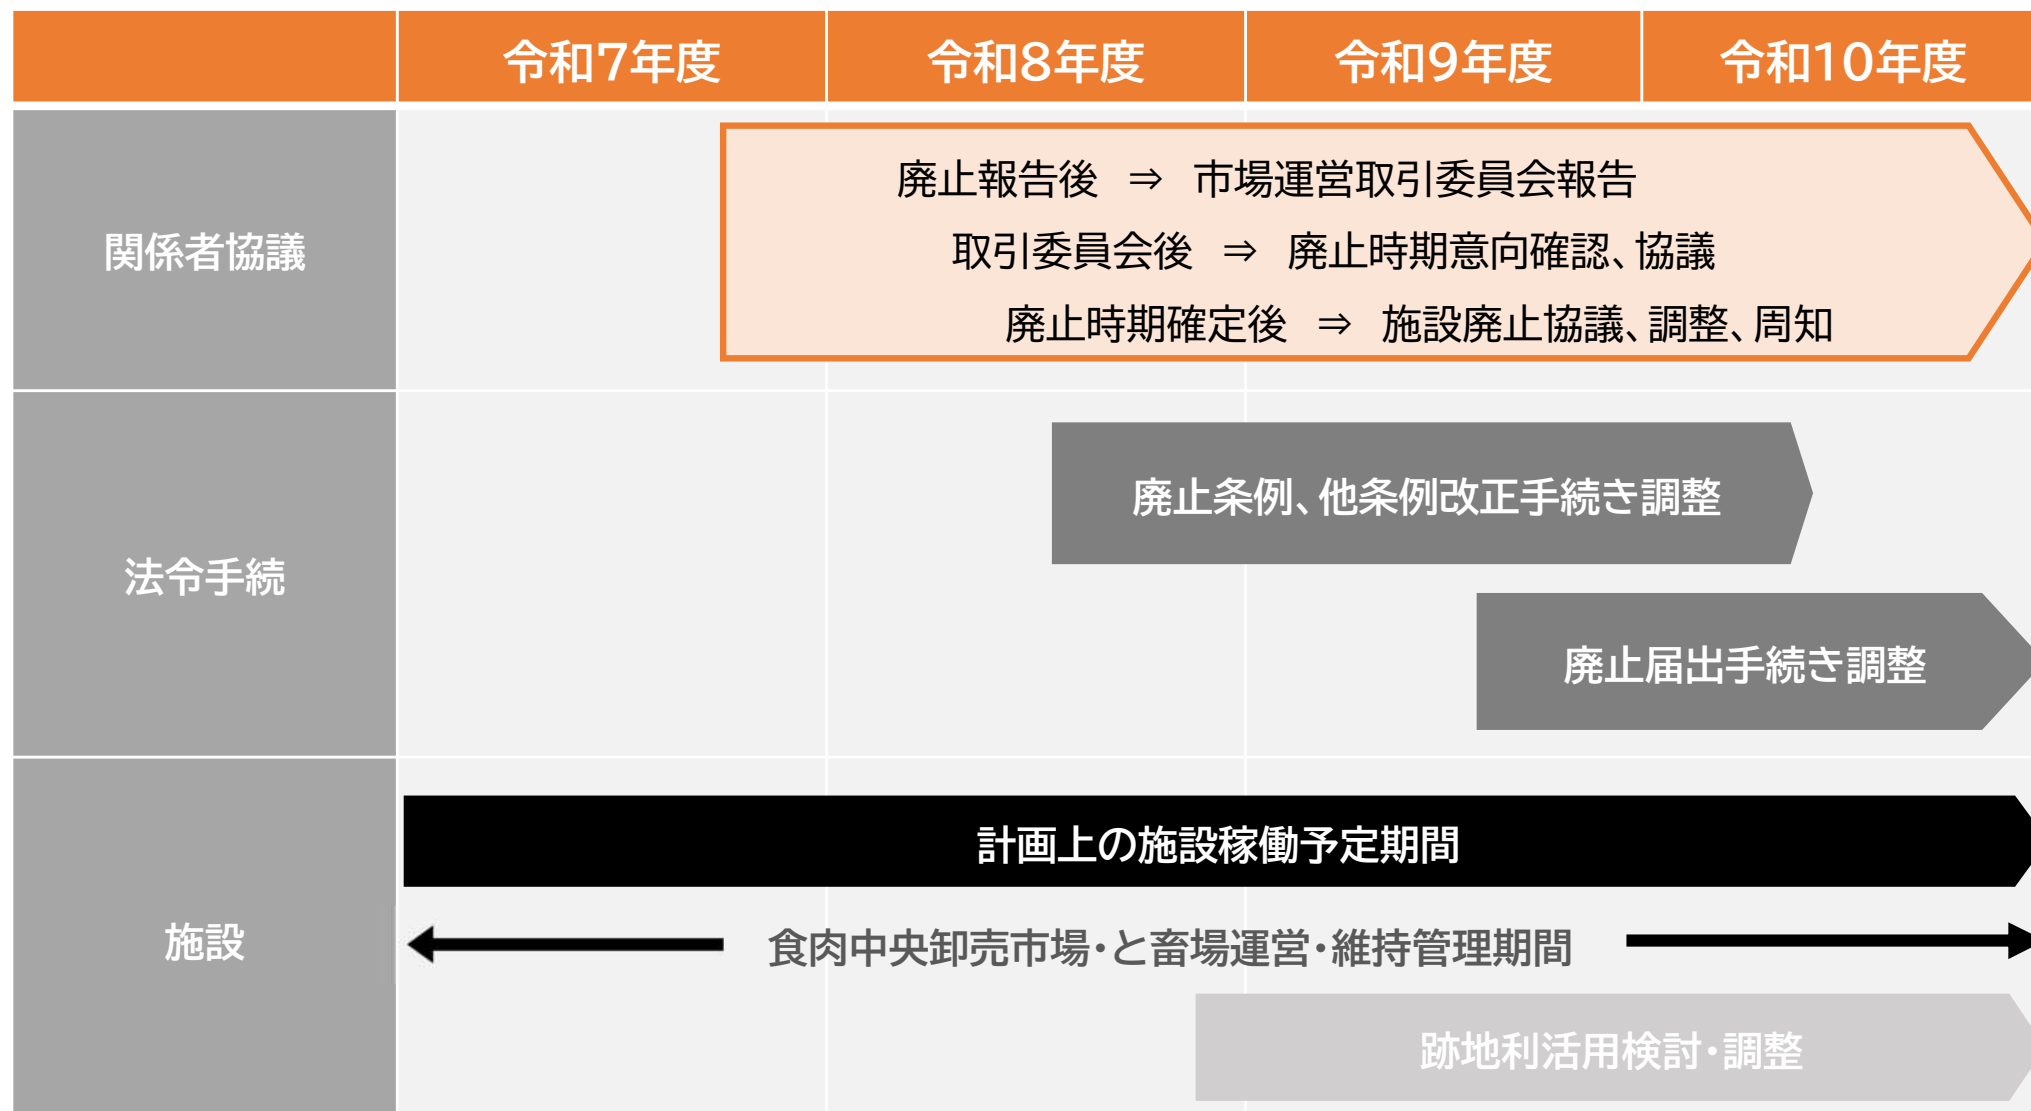 令和7年度 令和8年度 令和9年度 令和10年度
関係者協議
廃止報告後 ⇒ 市場運営取引委員会報告
取引委員会後 ⇒ 廃止時期意向確認、協議
廃止時期確定後 ⇒ 施設廃止協議、調整、周知
法令手続
廃止条例、他条例改正手続き調整
廃止届出手続き調整
施設
計画上の施設稼働予定期間
食肉中央卸売市場・と畜場運営・維持管理期間
跡地利活用検討・調整